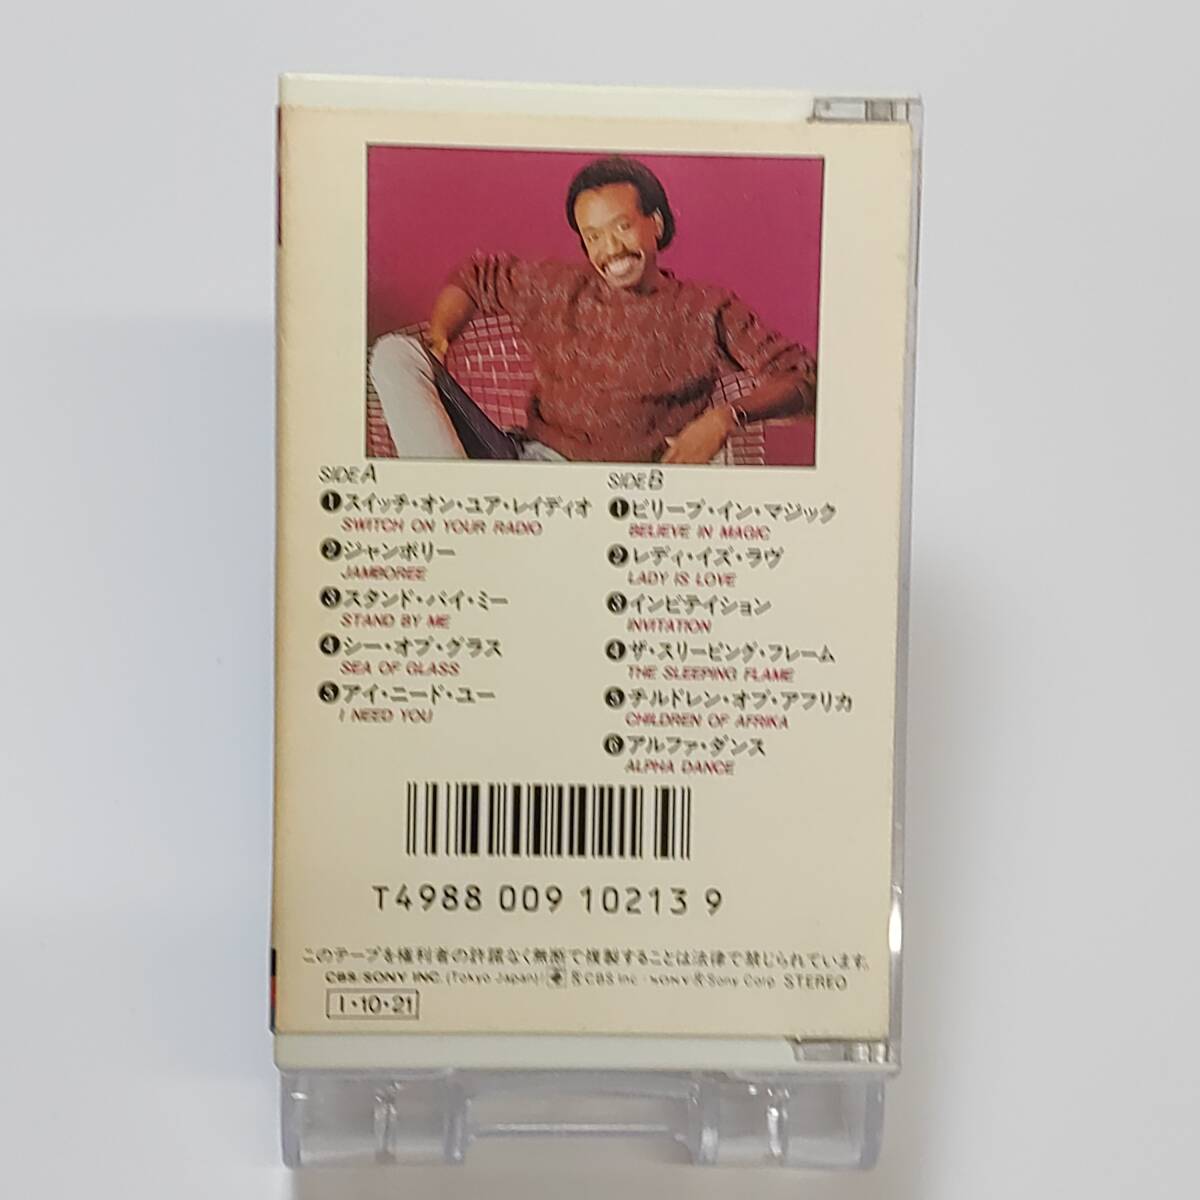 SIDE A
❶スイッチ・オン・ユア・レイディオ
SWITCH ON YOUR RADIO
❷ジャンボリー
JAMBOREE
❸スタンド・バイ・ミー
STAND BY ME
❹シー・オブ・グラス
SEA OF GLASS
❺アイ・ニード・ユー
I NEED YOU
SIDE B
❶ビリーブ・イン・マジック
BELIEVE IN MAGIC
❷レディ・イズ・ラヴ
LADY IS LOVE
❸インビテイション
INVITATION
❹ザ・スリーピング・フレーム
THE SLEEPING FLAME
❺チルドレン・オブ・アフリカ
CHILDREN OF AFRIKA
❻アルファ・ダンス
ALPHA DANCE
T4988 009 10213 9
このテープを権利者の許諾なく無断で複製することは法律で禁じられています。
CBS/SONY INC. (Tokyo Japan) CBS Inc. SONY Sony Corp. STEREO
I・10・21